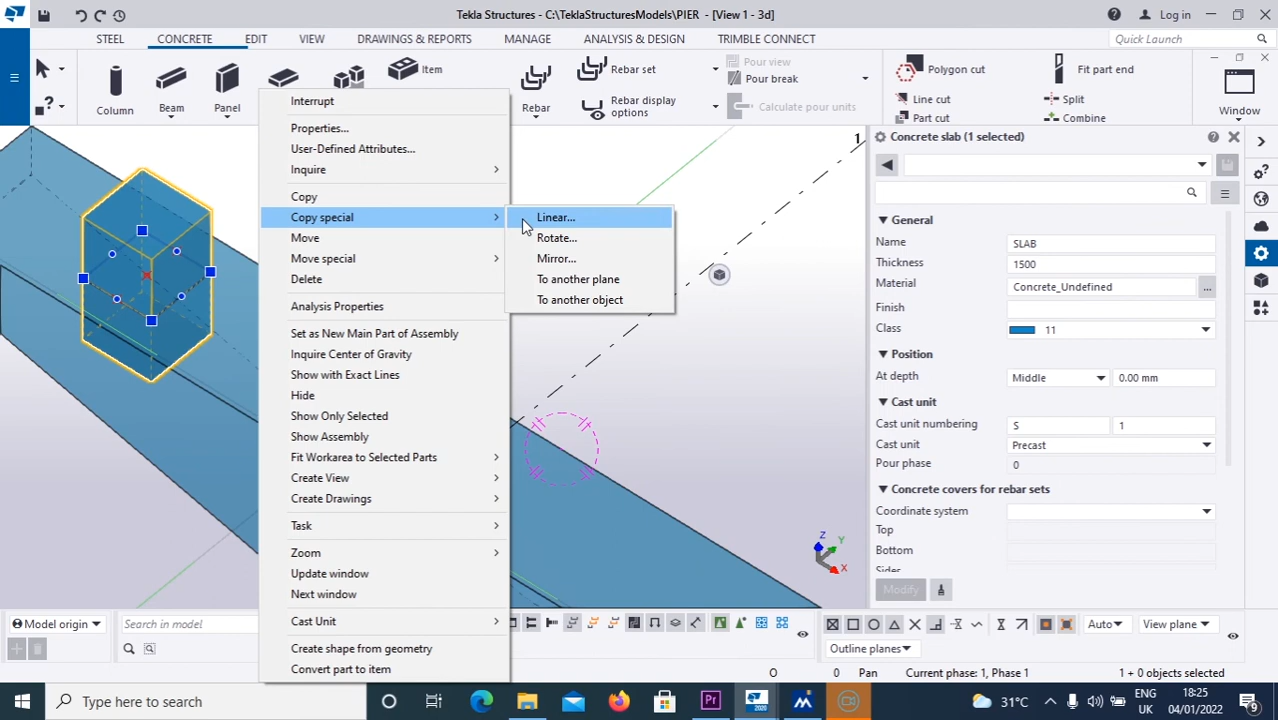 Tekla Structures - C:\TeklaStructuresModels\PIER - [View 1 - 3d]
Log in
STEEL
CONCRETE
EDIT
VIEW
DRAWINGS & REPORTS
MANAGE
ANALYSIS & DESIGN
TRIMBLE CONNECT
Quick Launch
Column
Beam
Panel
Item
Rebar
Rebar set
Rebar display
options
Pour view
Pour break
Calculate pour units
Polygon cut
Line cut
Part cut
Fit part end
Split
Combine
Window
Interrupt
Properties...
User-Defined Attributes...
Inquire
Copy
Copy special
Move
Move special
Delete
Analysis Properties
Set as New Main Part of Assembly
Inquire Center of Gravity
Show with Exact Lines
Hide
Show Only Selected
Show Assembly
Fit Workarea to Selected Parts
Create View
Create Drawings
Task
Zoom
Update window
Next window
Cast Unit
Create shape from geometry
Convert part to item
Linear...
Rotate...
Mirror...
To another plane
To another object
1
Z
Y
X
Concrete slab (1 selected)
General
Name
SLAB
Thickness
1500
Material
Concrete_Undefined
...
Finish
Class
11
Position
At depth
Middle
0.00 mm
Cast unit
Cast unit numbering
S
1
Cast unit
Precast
Pour phase
0
Concrete covers for rebar sets
Coordinate system
Top
Bottom
Sides
Modify
Model origin
Search in model
Auto
View plane
Outline planes
O
0
Pan
Current phase: 1, Phase 1
1 + 0 objects selected
Type here to search
Pr
2020
31°C
ENG
UK
18:25
04/01/2022
9